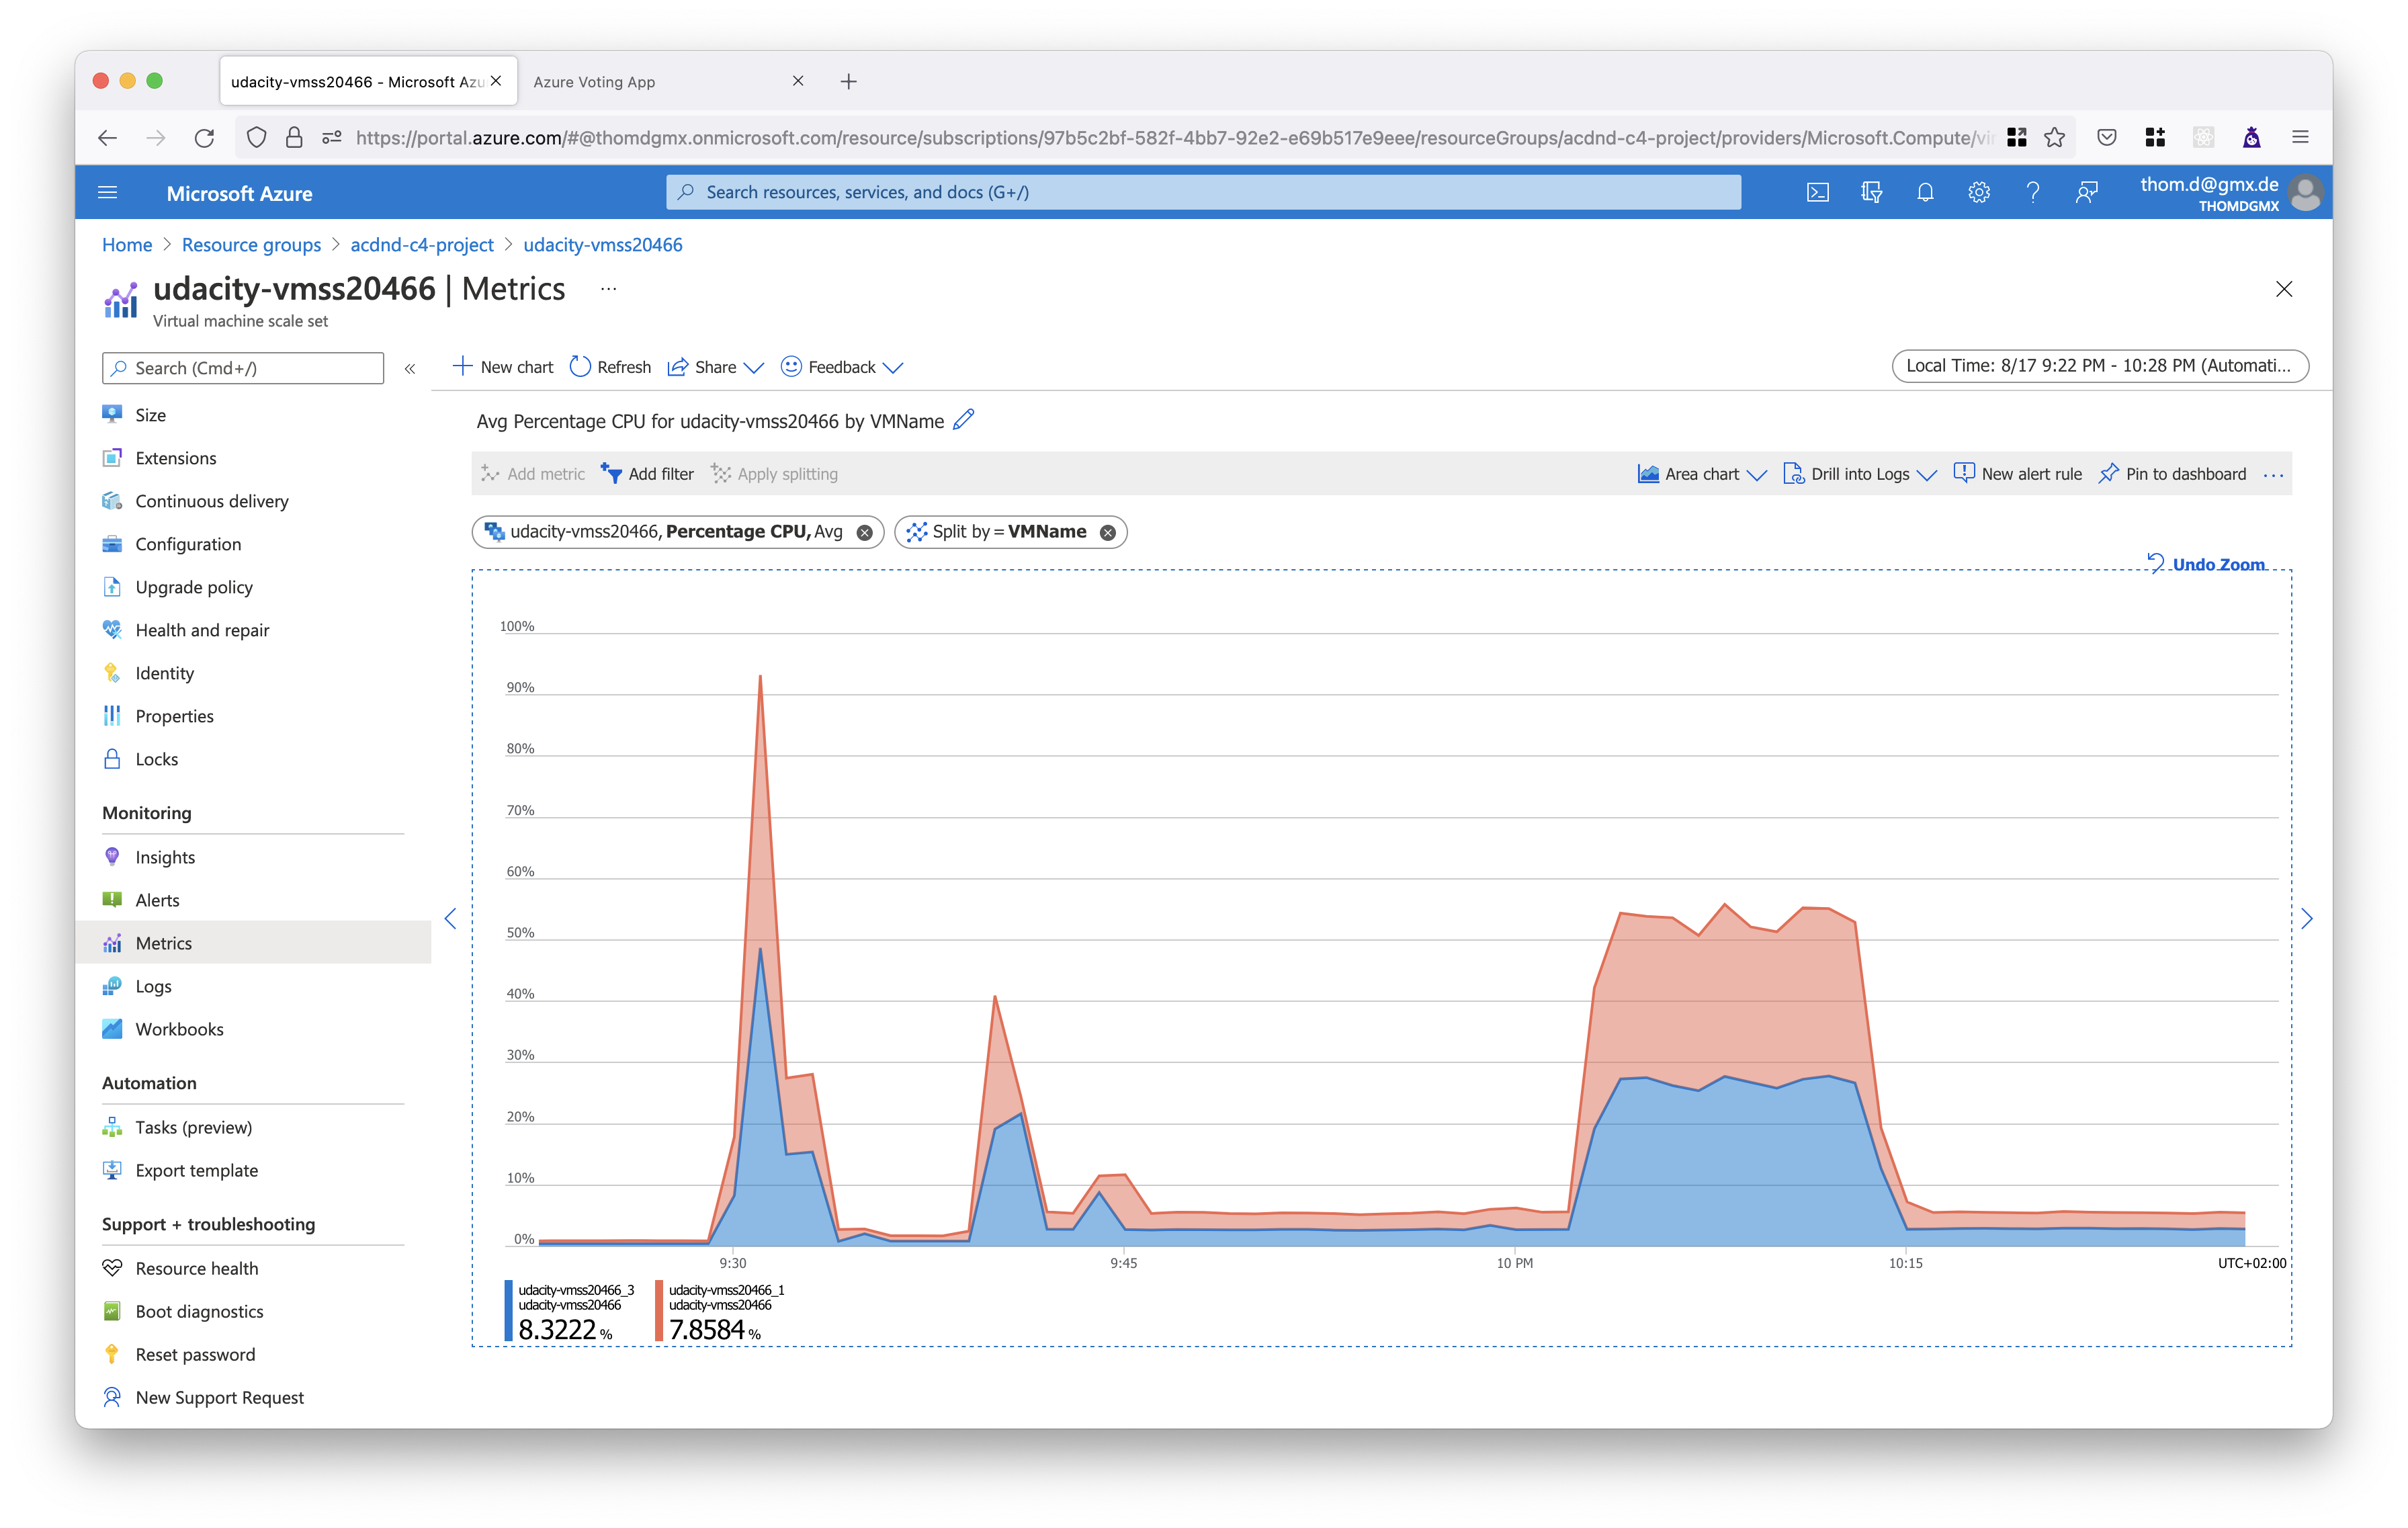 udacity-vmss20466 - Microsoft Azu
Azure Voting App
https://portal.azure.com/#@thomdgmx.onmicrosoft.com/resource/subscriptions/97b5c2bf-582f-4bb7-92e2-e69b517e9eee/resourceGroups/acdnd-c4-project/providers/Microsoft.Compute/vir
Microsoft Azure
Search resources, services, and docs (G+/)
thom.d@gmx.de
THOMDGMX
Home > Resource groups > acdnd-c4-project > udacity-vmss20466
udacity-vmss20466 | Metrics ...
Virtual machine scale set
Search (Cmd+/)
«
New chart
Refresh
Share
Feedback
Local Time: 8/17 9:22 PM - 10:28 PM (Automati...
Size
Extensions
Continuous delivery
Configuration
Upgrade policy
Health and repair
Identity
Properties
Locks
Monitoring
Insights
Alerts
Metrics
Logs
Workbooks
Automation
Tasks (preview)
Export template
Support + troubleshooting
Resource health
Boot diagnostics
Reset password
New Support Request
Avg Percentage CPU for udacity-vmss20466 by VMName
Add metric
Add filter
Apply splitting
Area chart
Drill into Logs
New alert rule
Pin to dashboard
...
udacity-vmss20466, Percentage CPU, Avg
Split by = VMName
Undo Zoom
100%
90%
80%
70%
60%
50%
40%
30%
20%
10%
0%
9:30
9:45
10 PM
10:15
UTC+02:00
udacity-vmss20466_3
udacity-vmss20466
8.3222 %
udacity-vmss20466_1
udacity-vmss20466
7.8584 %